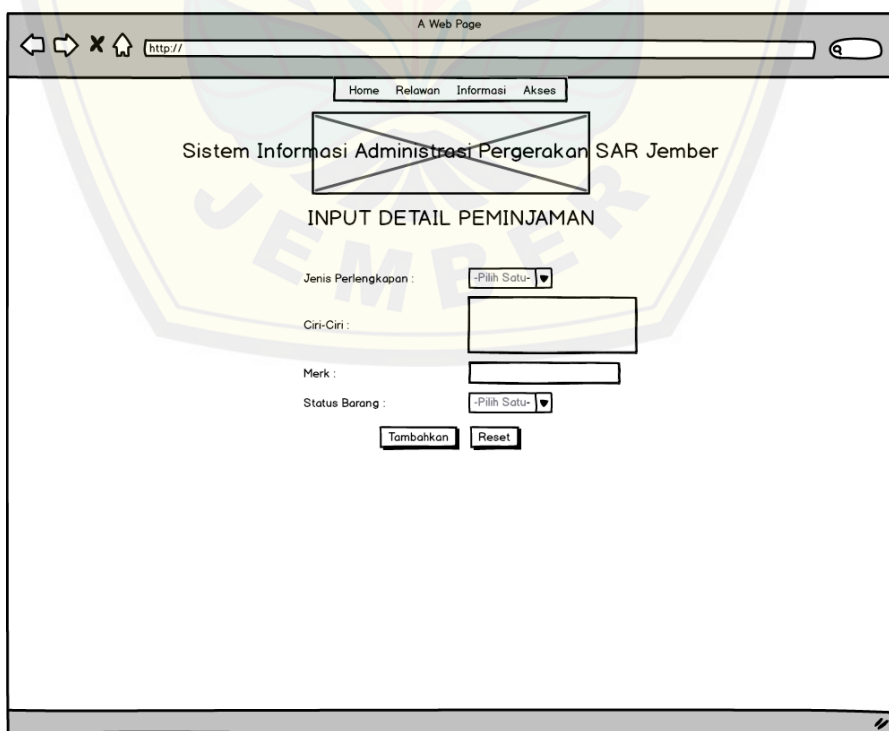 A Web Page
http://
Home Relawan Informasi Akses
Sistem Informasi Administrasi Pergerakan SAR Jember
JEMBER
INPUT DETAIL PEMINJAMAN
Jenis Perlengkapan : -Pilih Satu-
Ciri-Ciri :
Merk :
Status Barang : -Pilih Satu-
Tambahkan Reset